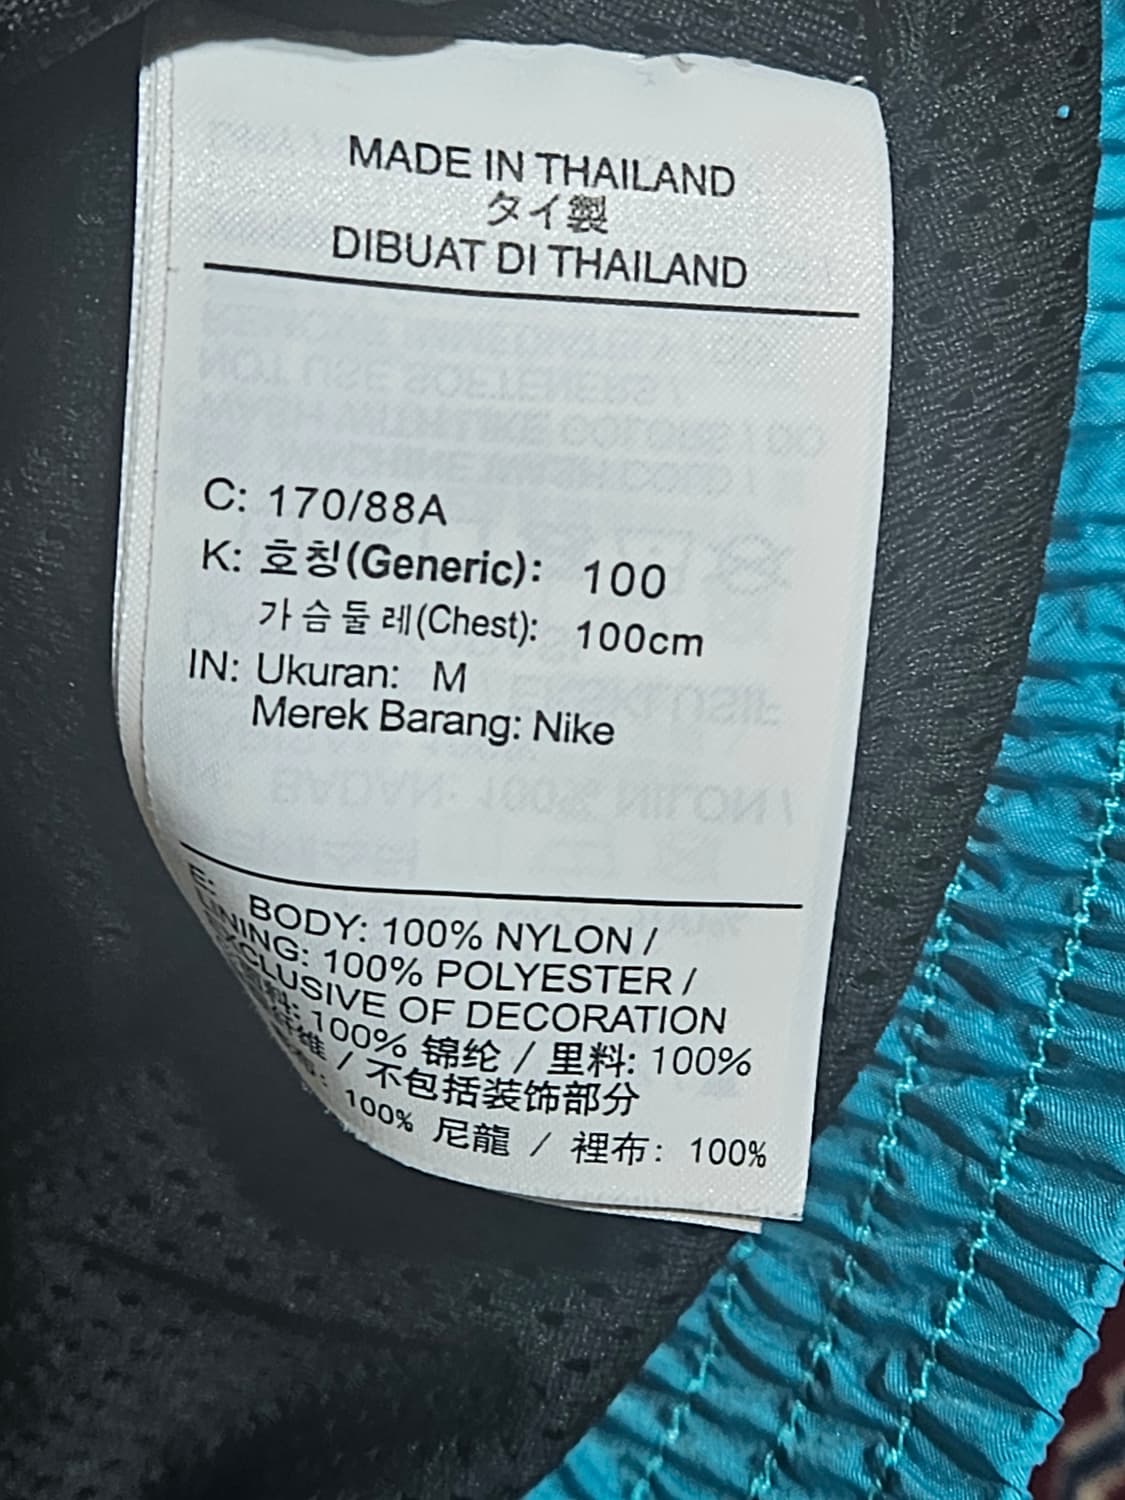 MADE IN THAILAND
タイ製
DIBUAT DI THAILAND
C: 170/88A
K: 호칭(Generic): 100
가슴둘레(Chest): 100cm
IN: Ukuran: M
Merek Barang: Nike
E: BODY: 100% NYLON /
LINING: 100% POLYESTER /
EXCLUSIVE OF DECORATION
100% 锦纶 / 里料: 100%
/ 不包括装饰部分
100% 尼龍 / 裡布: 100%